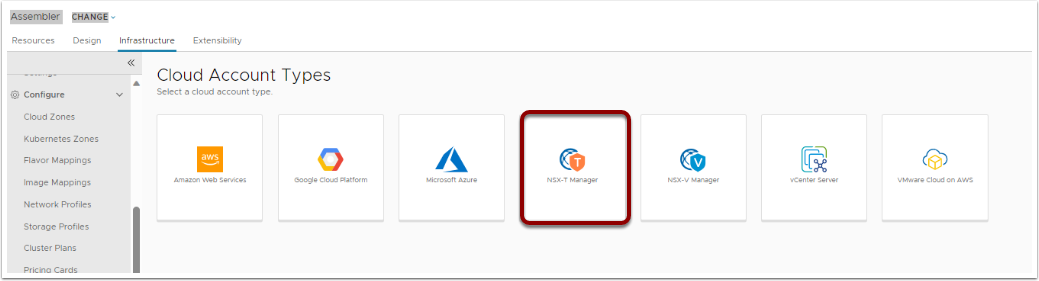 Assembler CHANGE
Resources Design Infrastructure Extensibility
Settings
Configure
Cloud Zones
Kubernetes Zones
Flavor Mappings
Image Mappings
Network Profiles
Storage Profiles
Cluster Plans
Pricing Cards
Cloud Account Types
Select a cloud account type.
aws
Amazon Web Services
Google Cloud Platform
Microsoft Azure
T
NSX-T Manager
V
NSX-V Manager
vCenter Server
VMware Cloud on AWS